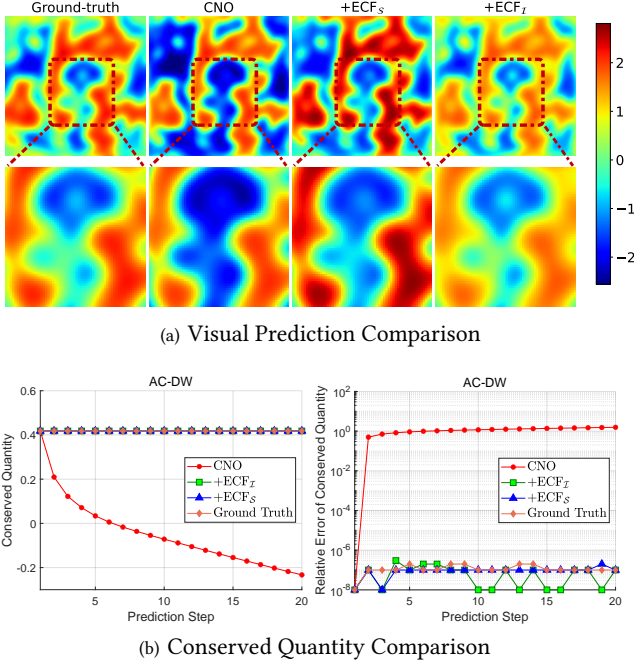 Ground-truth CNO +ECF_S +ECF_I
2
1
0
−1
−2
(a) Visual Prediction Comparison
AC-DW AC-DW
0.6
0.4
0.2
0
-0.2
Conserved Quantity
CNO
+ECF_I
+ECF_S
Ground Truth
5 10 15 20
Prediction Step
10^2
10^0
10^-2
10^-4
10^-6
10^-8
Relative Error of Conserved Quantity
CNO
+ECF_I
+ECF_S
Ground Truth
5 10 15 20
Prediction Step
(b) Conserved Quantity Comparison